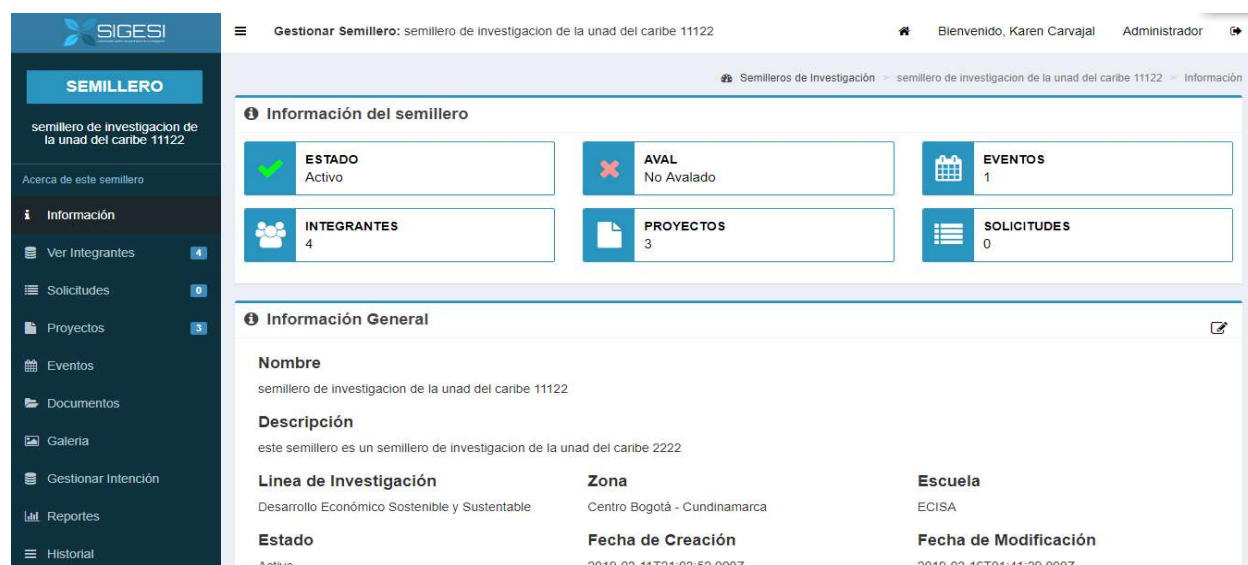 SIGESI
Gestionar Semillero: semillero de investigacion de la unad del caribe 11122
Bienvenido, Karen Carvajal
Administrador
SEMILLERO
semillero de investigacion de
la unad del caribe 11122
Acerca de este semillero
Información
Ver Integrantes 4
Solicitudes 0
Proyectos 3
Eventos
Documentos
Galeria
Gestionar Intención
Reportes
Historial
Semilleros de Investigación > semillero de investigacion de la unad del caribe 11122 > Información
Información del semillero
ESTADO
Activo
AVAL
No Avalado
EVENTOS
1
INTEGRANTES
4
PROYECTOS
3
SOLICITUDES
0
Información General
Nombre
semillero de investigacion de la unad del caribe 11122
Descripción
este semillero es un semillero de investigacion de la unad del caribe 2222
Linea de Investigación
Desarrollo Económico Sostenible y Sustentable
Zona
Centro Bogotá - Cundinamarca
Escuela
ECISA
Estado
Activo
Fecha de Creación
Fecha de Modificación